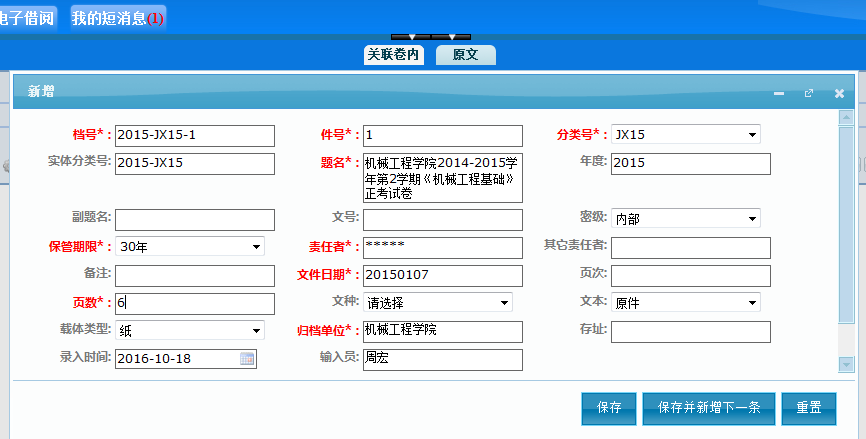 电子借阅 我的短消息(1)
关联卷内 原文
新增
档号*: 2015-JX15-1 件号*: 1 分类号*: JX15
实体分类号: 2015-JX15 题名*: 机械工程学院2014-2015学 年度: 2015
年第2学期《机械工程基础》
正考试卷
副题名: 文号: 密级: 内部
保管期限*: 30年 责任者*: ***** 其它责任者:
备注: 文件日期*: 20150107 页次:
页数*: 6 文种: 请选择 文本: 原件
载体类型: 纸 归档单位*: 机械工程学院 存址:
录入时间: 2016-10-18 输入员: 周宏
保存 保存并新增下一条 重置